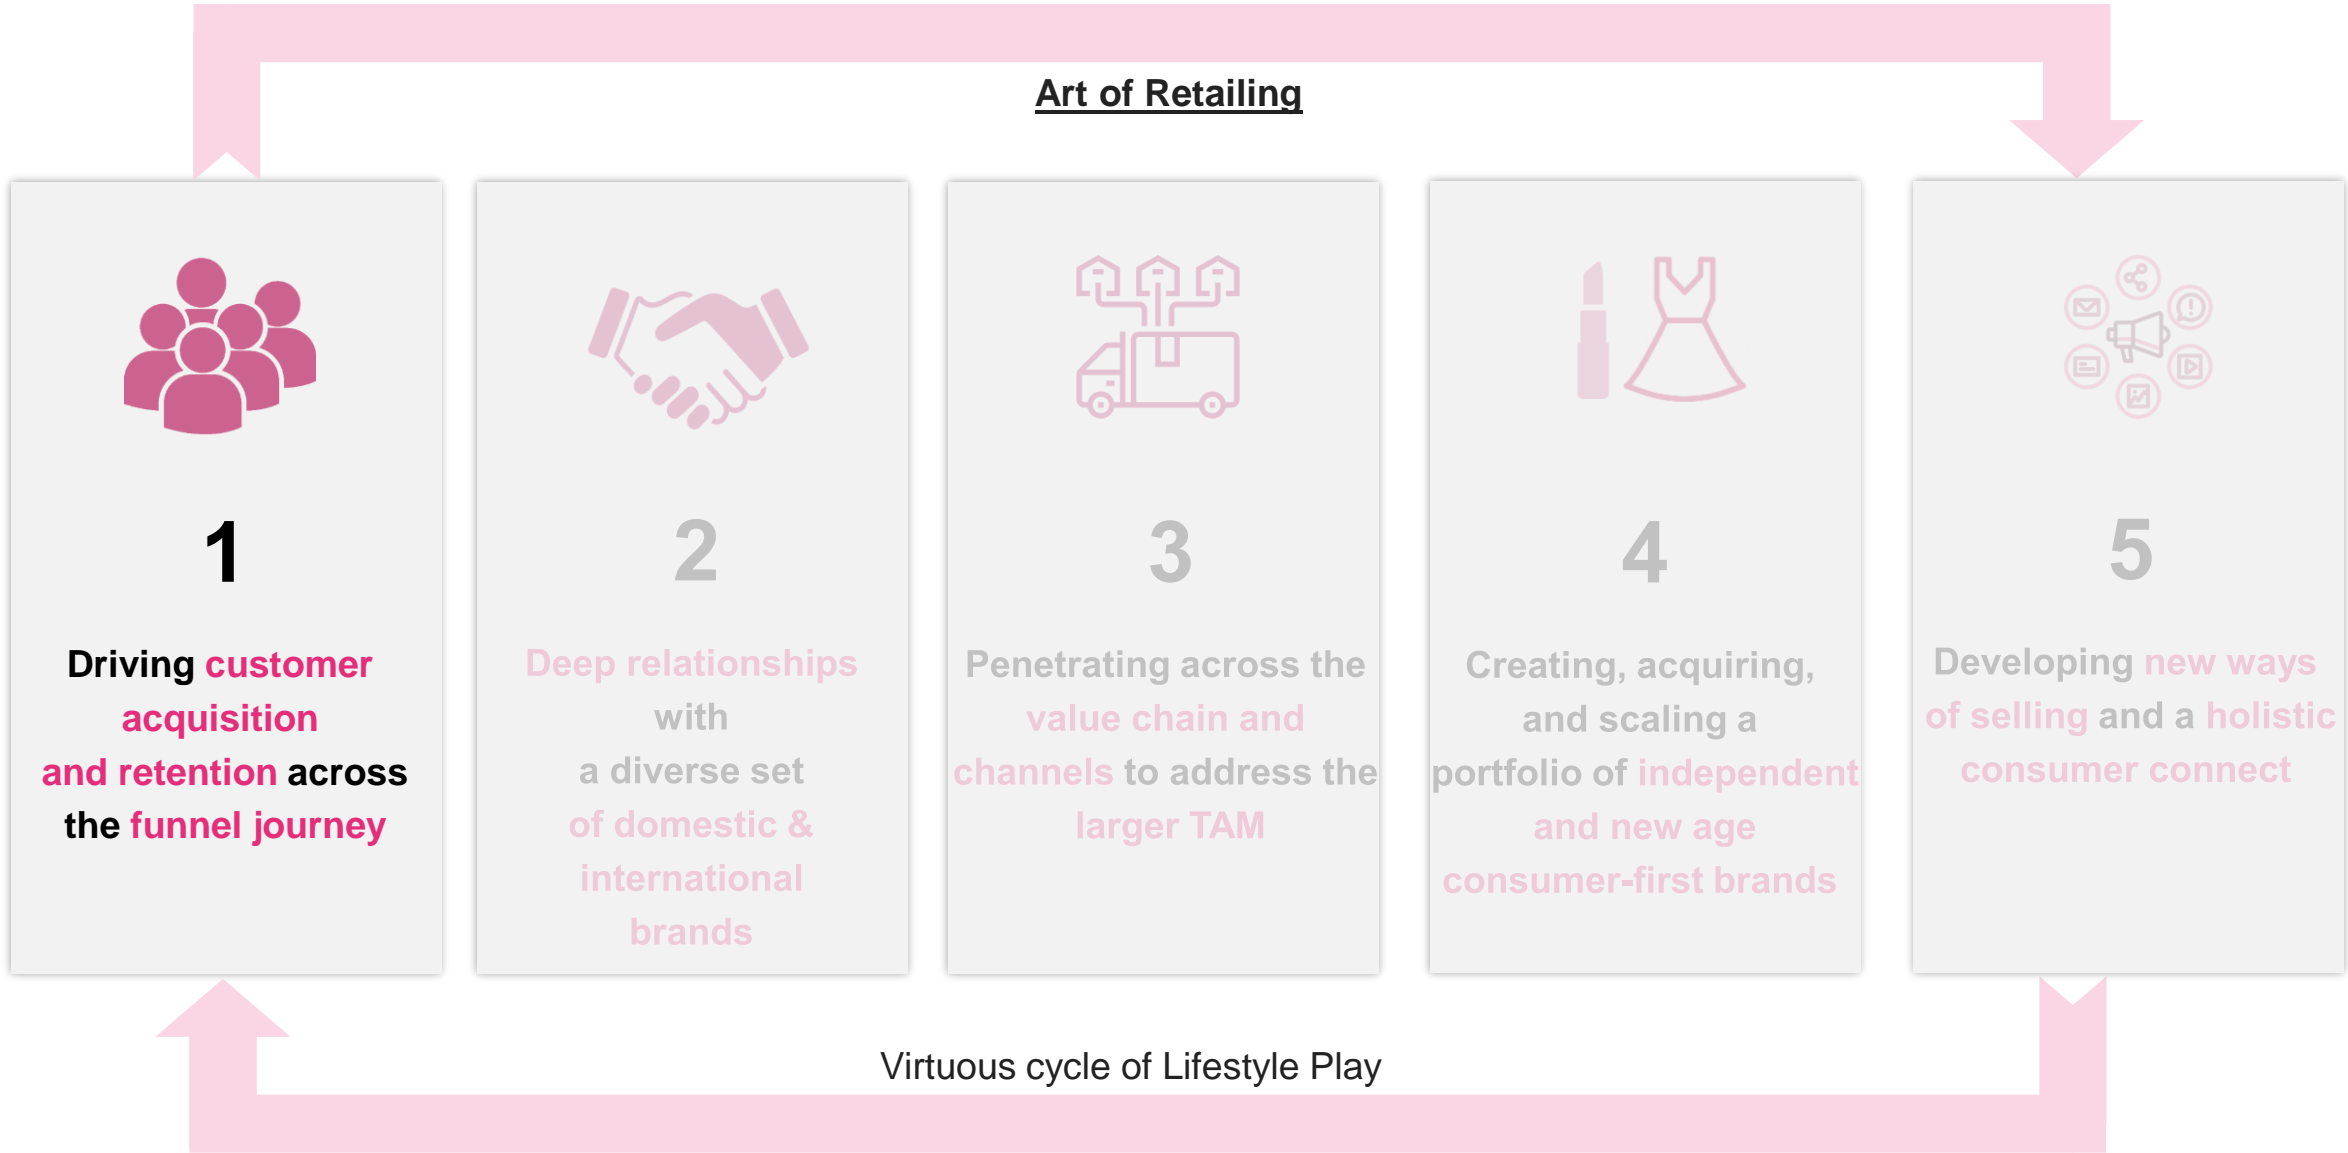 Art of Retailing
1
Driving customer
acquisition
and retention across
the funnel journey
2
Deep relationships
with
a diverse set
of domestic &
international
brands
3
Penetrating across the
value chain and
channels to address the
larger TAM
4
Creating, acquiring,
and scaling a
portfolio of independent
and new age
consumer-first brands
5
Developing new ways
of selling and a holistic
consumer connect
Virtuous cycle of Lifestyle Play